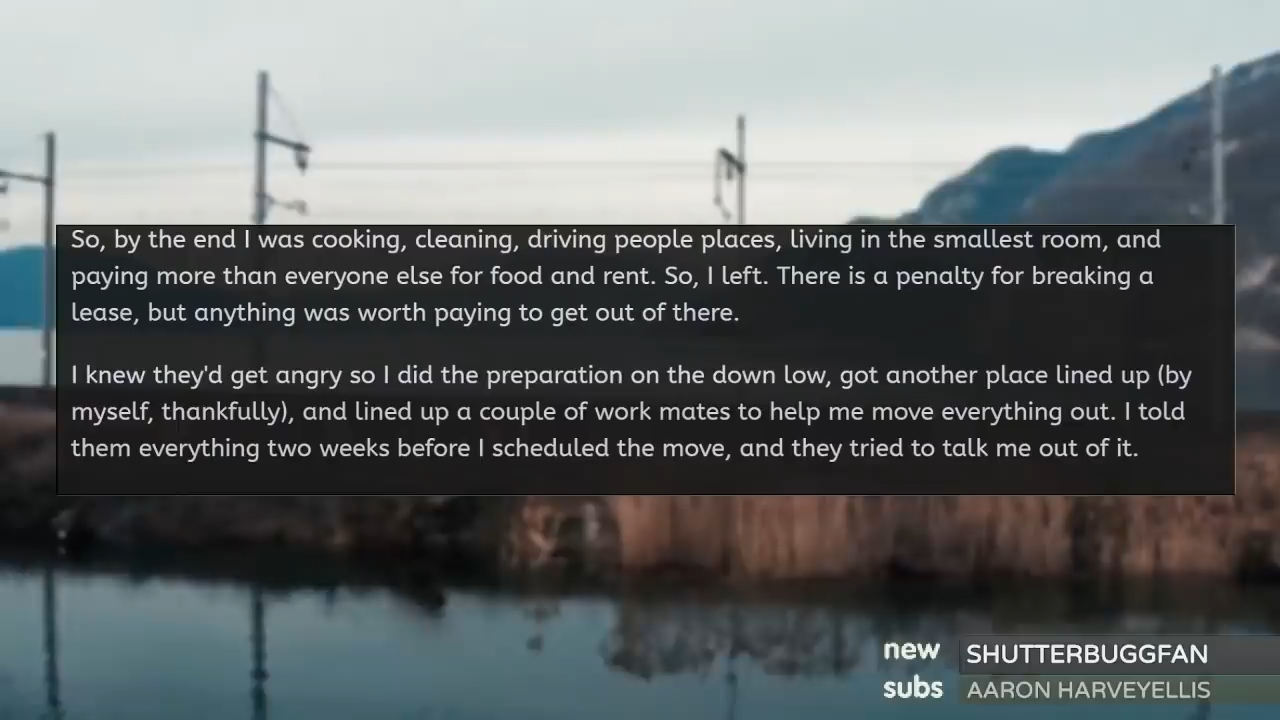 So, by the end I was cooking, cleaning, driving people places, living in the smallest room, and
paying more than everyone else for food and rent. So, I left. There is a penalty for breaking a
lease, but anything was worth paying to get out of there.
I knew they'd get angry so I did the preparation on the down low, got another place lined up (by
myself, thankfully), and lined up a couple of work mates to help me move everything out. I told
them everything two weeks before I scheduled the move, and they tried to talk me out of it.
new SHUTTERBUGGFAN
subs AARON HARVEYELLIS